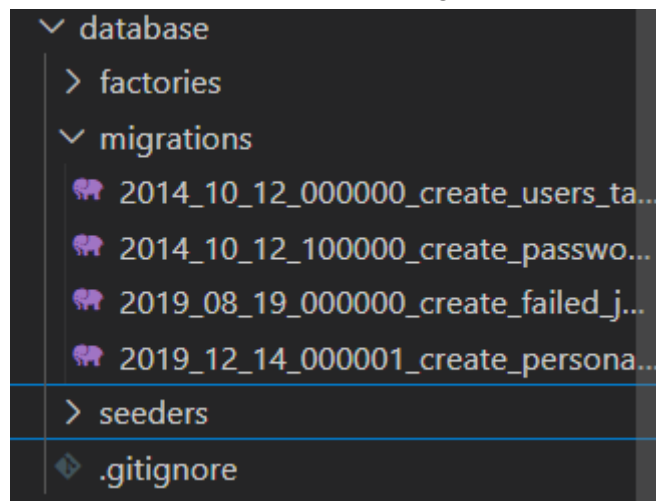 database
factories
migrations
2014_10_12_000000_create_users_ta...
2014_10_12_100000_create_passwo...
2019_08_19_000000_create_failed_j...
2019_12_14_000001_create_persona...
seeders
.gitignore